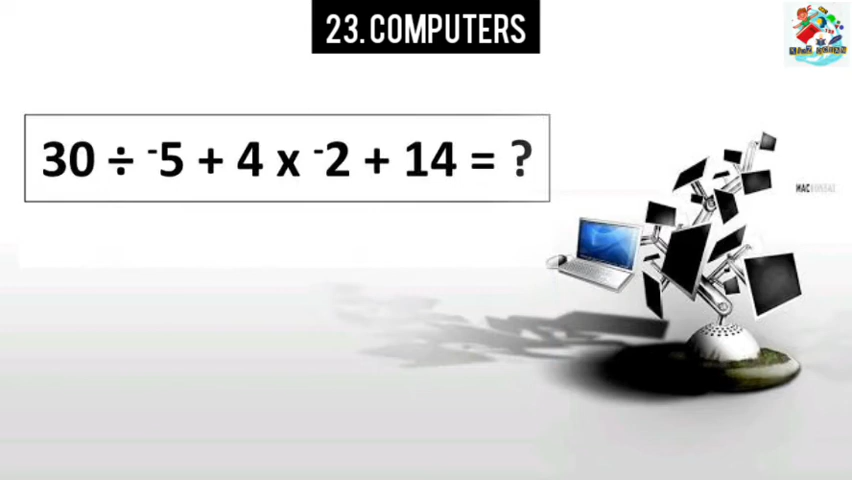 23. COMPUTERS
30 ÷ ⁻5 + 4 x ⁻2 + 14 = ?